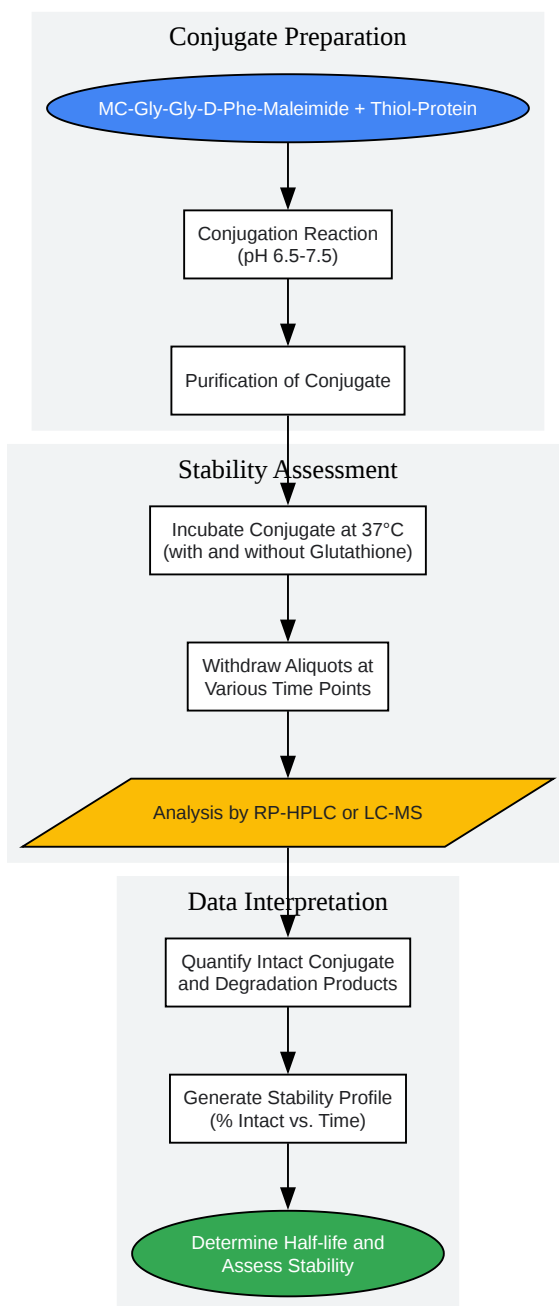 Conjugate Preparation
MC-Gly-Gly-D-Phe-Maleimide + Thiol-Protein
Conjugation Reaction
(pH 6.5-7.5)
Purification of Conjugate
Stability Assessment
Incubate Conjugate at 37°C
(with and without Glutathione)
Withdraw Aliquots at
Various Time Points
Analysis by RP-HPLC or LC-MS
Data Interpretation
Quantify Intact Conjugate
and Degradation Products
Generate Stability Profile
(% Intact vs. Time)
Determine Half-life and
Assess Stability